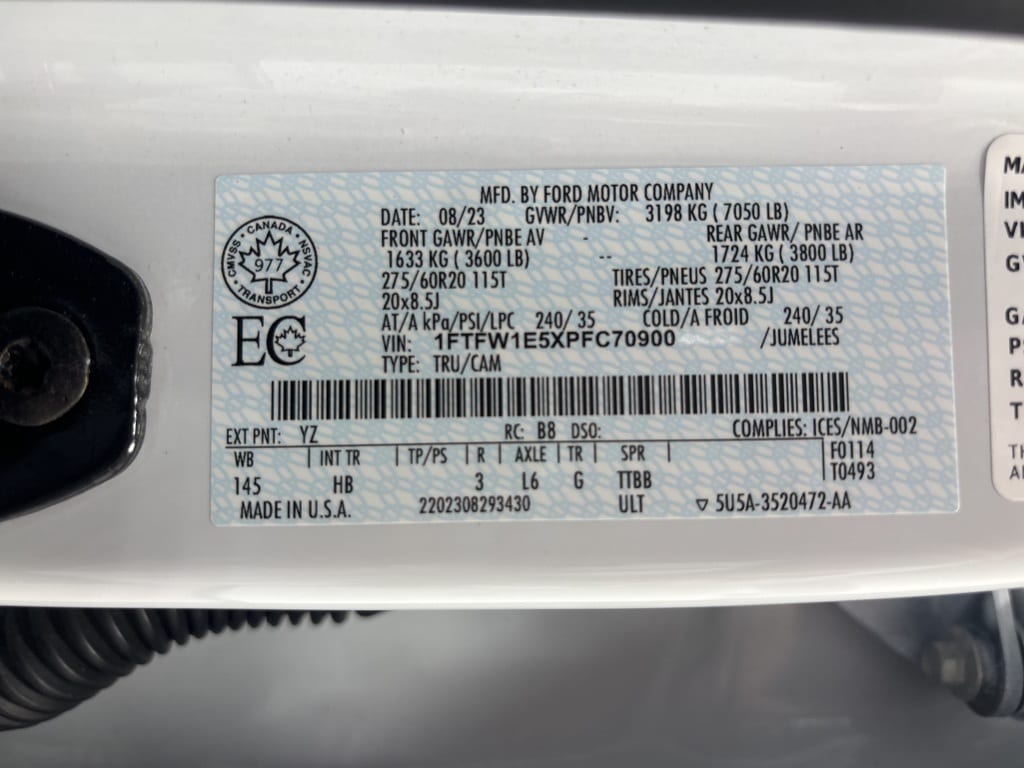 MFD. BY FORD MOTOR COMPANY
DATE: 08/23 GVWR/PNBV: 3198 KG ( 7050 LB)
FRONT GAWR/PNBE AV - REAR GAWR/ PNBE AR
1633 KG ( 3600 LB) -- 1724 KG ( 3800 LB)
275/60R20 115T TIRES/PNEUS 275/60R20 115T
20x8.5J RIMS/JANTES 20x8.5J
AT/A kPa/PSI/LPC 240/ 35 COLD/A FROID 240/ 35
VIN: 1FTFW1E5XPFC70900 /JUMELEES
TYPE: TRU/CAM
CMVSS • CANADA • NSVAC • TRANSPORT •
977
EC
EXT PNT: YZ RC: B8 DSO: COMPLIES: ICES/NMB-002
WB | INT TR | TP/PS | R | AXLE | TR | SPR | F0114
145 HB 3 L6 G TTBB T0493
MADE IN U.S.A. 2202308293430 ULT ▽ 5U5A-3520472-AA
MA
IM
GA
R
T
TH